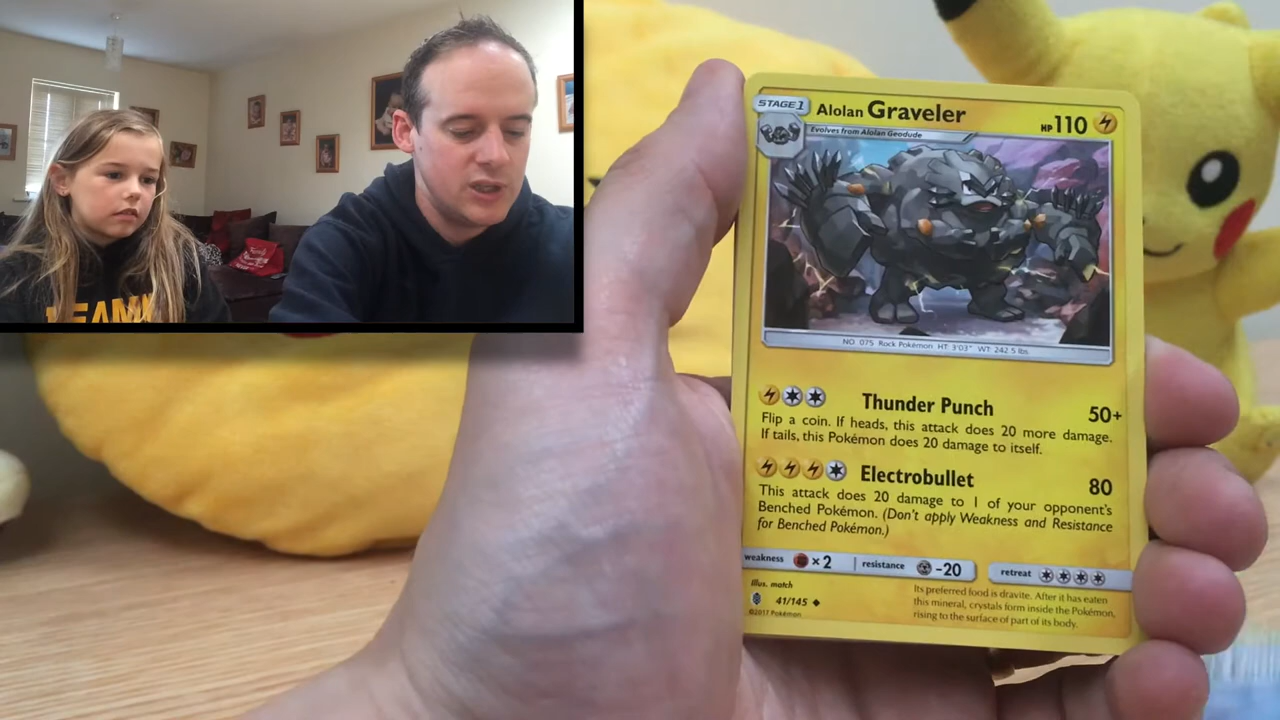 TEAM
STAGE 1
Alolan Graveler
HP 110
Evolves from Alolan Geodude
NO. 075 Rock Pokémon HT: 3'03" WT: 242.5 lbs.
Thunder Punch 50+
Flip a coin. If heads, this attack does 20 more damage.
If tails, this Pokémon does 20 damage to itself.
Electrobullet 80
This attack does 20 damage to 1 of your opponent's
Benched Pokémon. (Don't apply Weakness and Resistance
for Benched Pokémon.)
weakness ×2 resistance -20 retreat
Illus. match
41/145
©2017 Pokémon
Its preferred food is dravite. After it has eaten
this mineral, crystals form inside the Pokémon,
rising to the surface of part of its body.